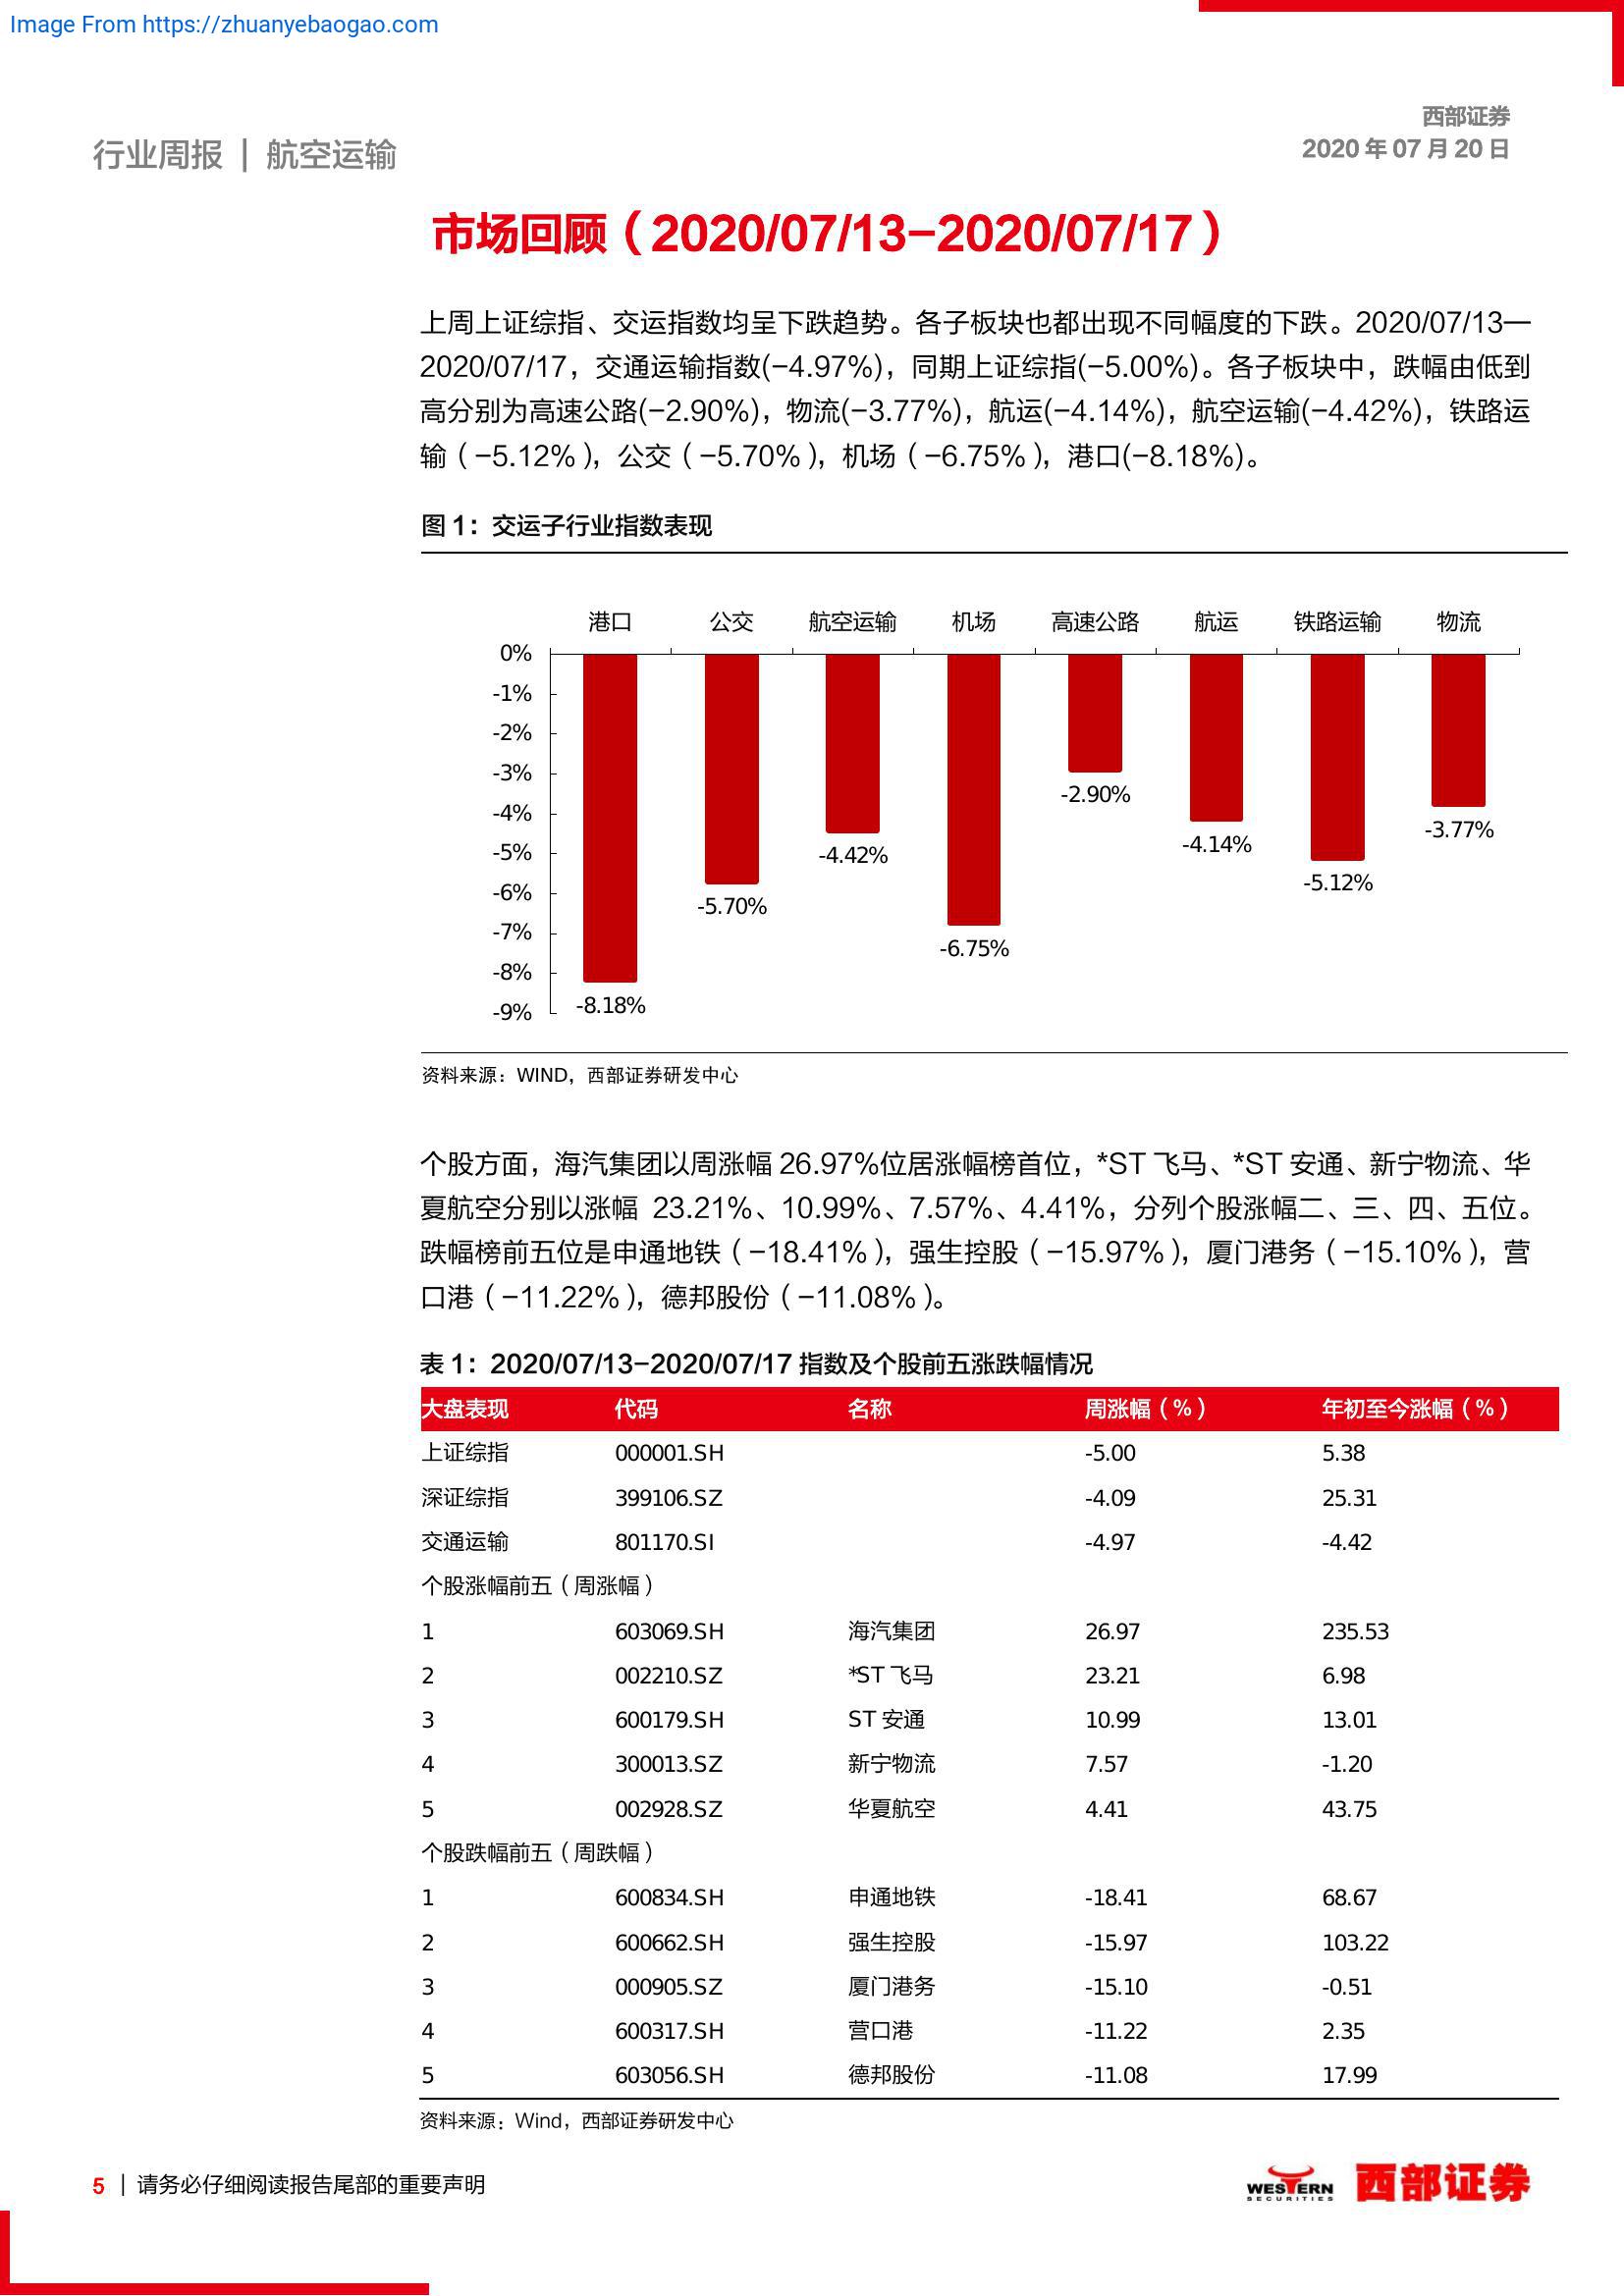 Image From https://zhuanyebaogao.com
西部证券
2020 年 07 月 20 日
行业周报 | 航空运输
市场回顾（2020/07/13-2020/07/17）
上周上证综指、交运指数均呈下跌趋势。各子板块也都出现不同幅度的下跌。2020/07/13—
2020/07/17，交通运输指数(-4.97%)，同期上证综指(-5.00%)。各子板块中，跌幅由低到
高分别为高速公路(-2.90%)，物流(-3.77%)，航运(-4.14%)，航空运输(-4.42%)，铁路运
输（-5.12%），公交（-5.70%），机场（-6.75%），港口(-8.18%)。
图 1：交运子行业指数表现
港口 公交 航空运输 机场 高速公路 航运 铁路运输 物流
0%
-1%
-2%
-3%
-4%
-5%
-6%
-7%
-8%
-9%
-8.18%
-5.70%
-4.42%
-6.75%
-2.90%
-4.14%
-5.12%
-3.77%
资料来源：WIND，西部证券研发中心
个股方面，海汽集团以周涨幅 26.97%位居涨幅榜首位，*ST 飞马、*ST 安通、新宁物流、华
夏航空分别以涨幅 23.21%、10.99%、7.57%、4.41%，分列个股涨幅二、三、四、五位。
跌幅榜前五位是申通地铁（-18.41%），强生控股（-15.97%），厦门港务（-15.10%），营
口港（-11.22%），德邦股份（-11.08%）。
表 1：2020/07/13-2020/07/17 指数及个股前五涨跌幅情况
大盘表现 代码 名称 周涨幅（%） 年初至今涨幅（%）
上证综指 000001.SH -5.00 5.38
深证综指 399106.SZ -4.09 25.31
交通运输 801170.SI -4.97 -4.42
个股涨幅前五（周涨幅）
1 603069.SH 海汽集团 26.97 235.53
2 002210.SZ *ST 飞马 23.21 6.98
3 600179.SH ST 安通 10.99 13.01
4 300013.SZ 新宁物流 7.57 -1.20
5 002928.SZ 华夏航空 4.41 43.75
个股跌幅前五（周跌幅）
1 600834.SH 申通地铁 -18.41 68.67
2 600662.SH 强生控股 -15.97 103.22
3 000905.SZ 厦门港务 -15.10 -0.51
4 600317.SH 营口港 -11.22 2.35
5 603056.SH 德邦股份 -11.08 17.99
资料来源：Wind，西部证券研发中心
5 | 请务必仔细阅读报告尾部的重要声明
WESTERN
SECURITIES
西部证券